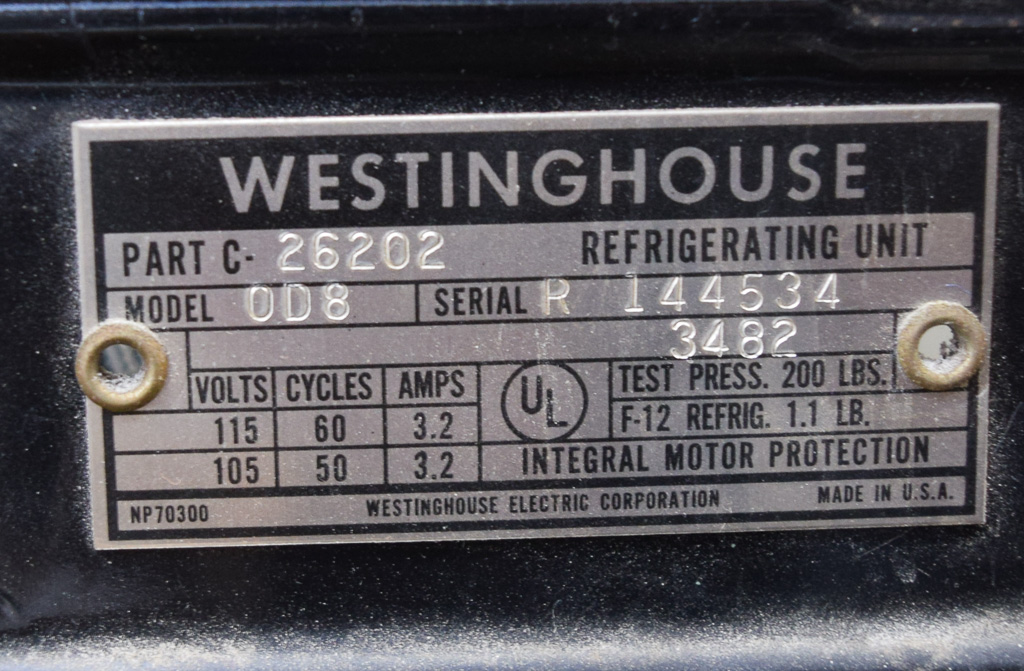 WESTINGHOUSE
PART C- 26202 REFRIGERATING UNIT
MODEL OD8 SERIAL R 144534
3482
VOLTS CYCLES AMPS UL TEST PRESS. 200 LBS.
115 60 3.2 F-12 REFRIG. 1.1 LB.
105 50 3.2 INTEGRAL MOTOR PROTECTION
NP70300 WESTINGHOUSE ELECTRIC CORPORATION MADE IN U.S.A.